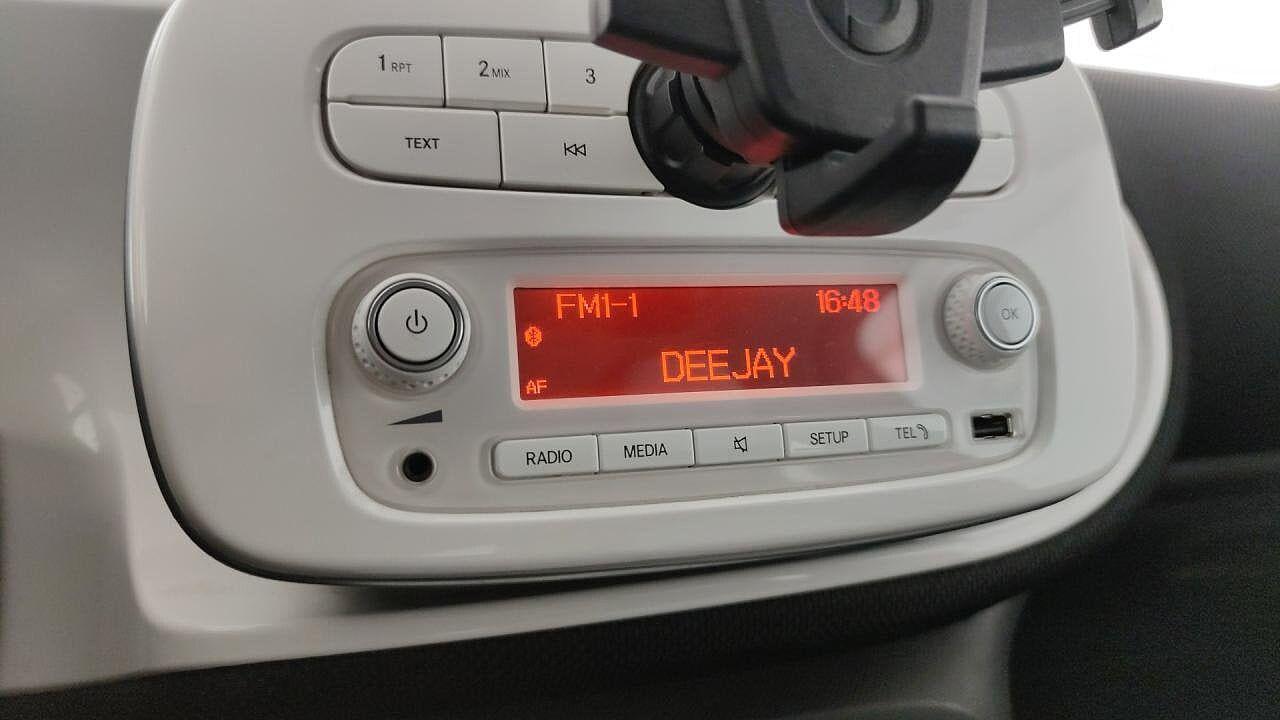 1 RPT 2 MIX 3
TEXT
FM1-1 16:48
DEEJAY
AF
OK
RADIO MEDIA SETUP TEL